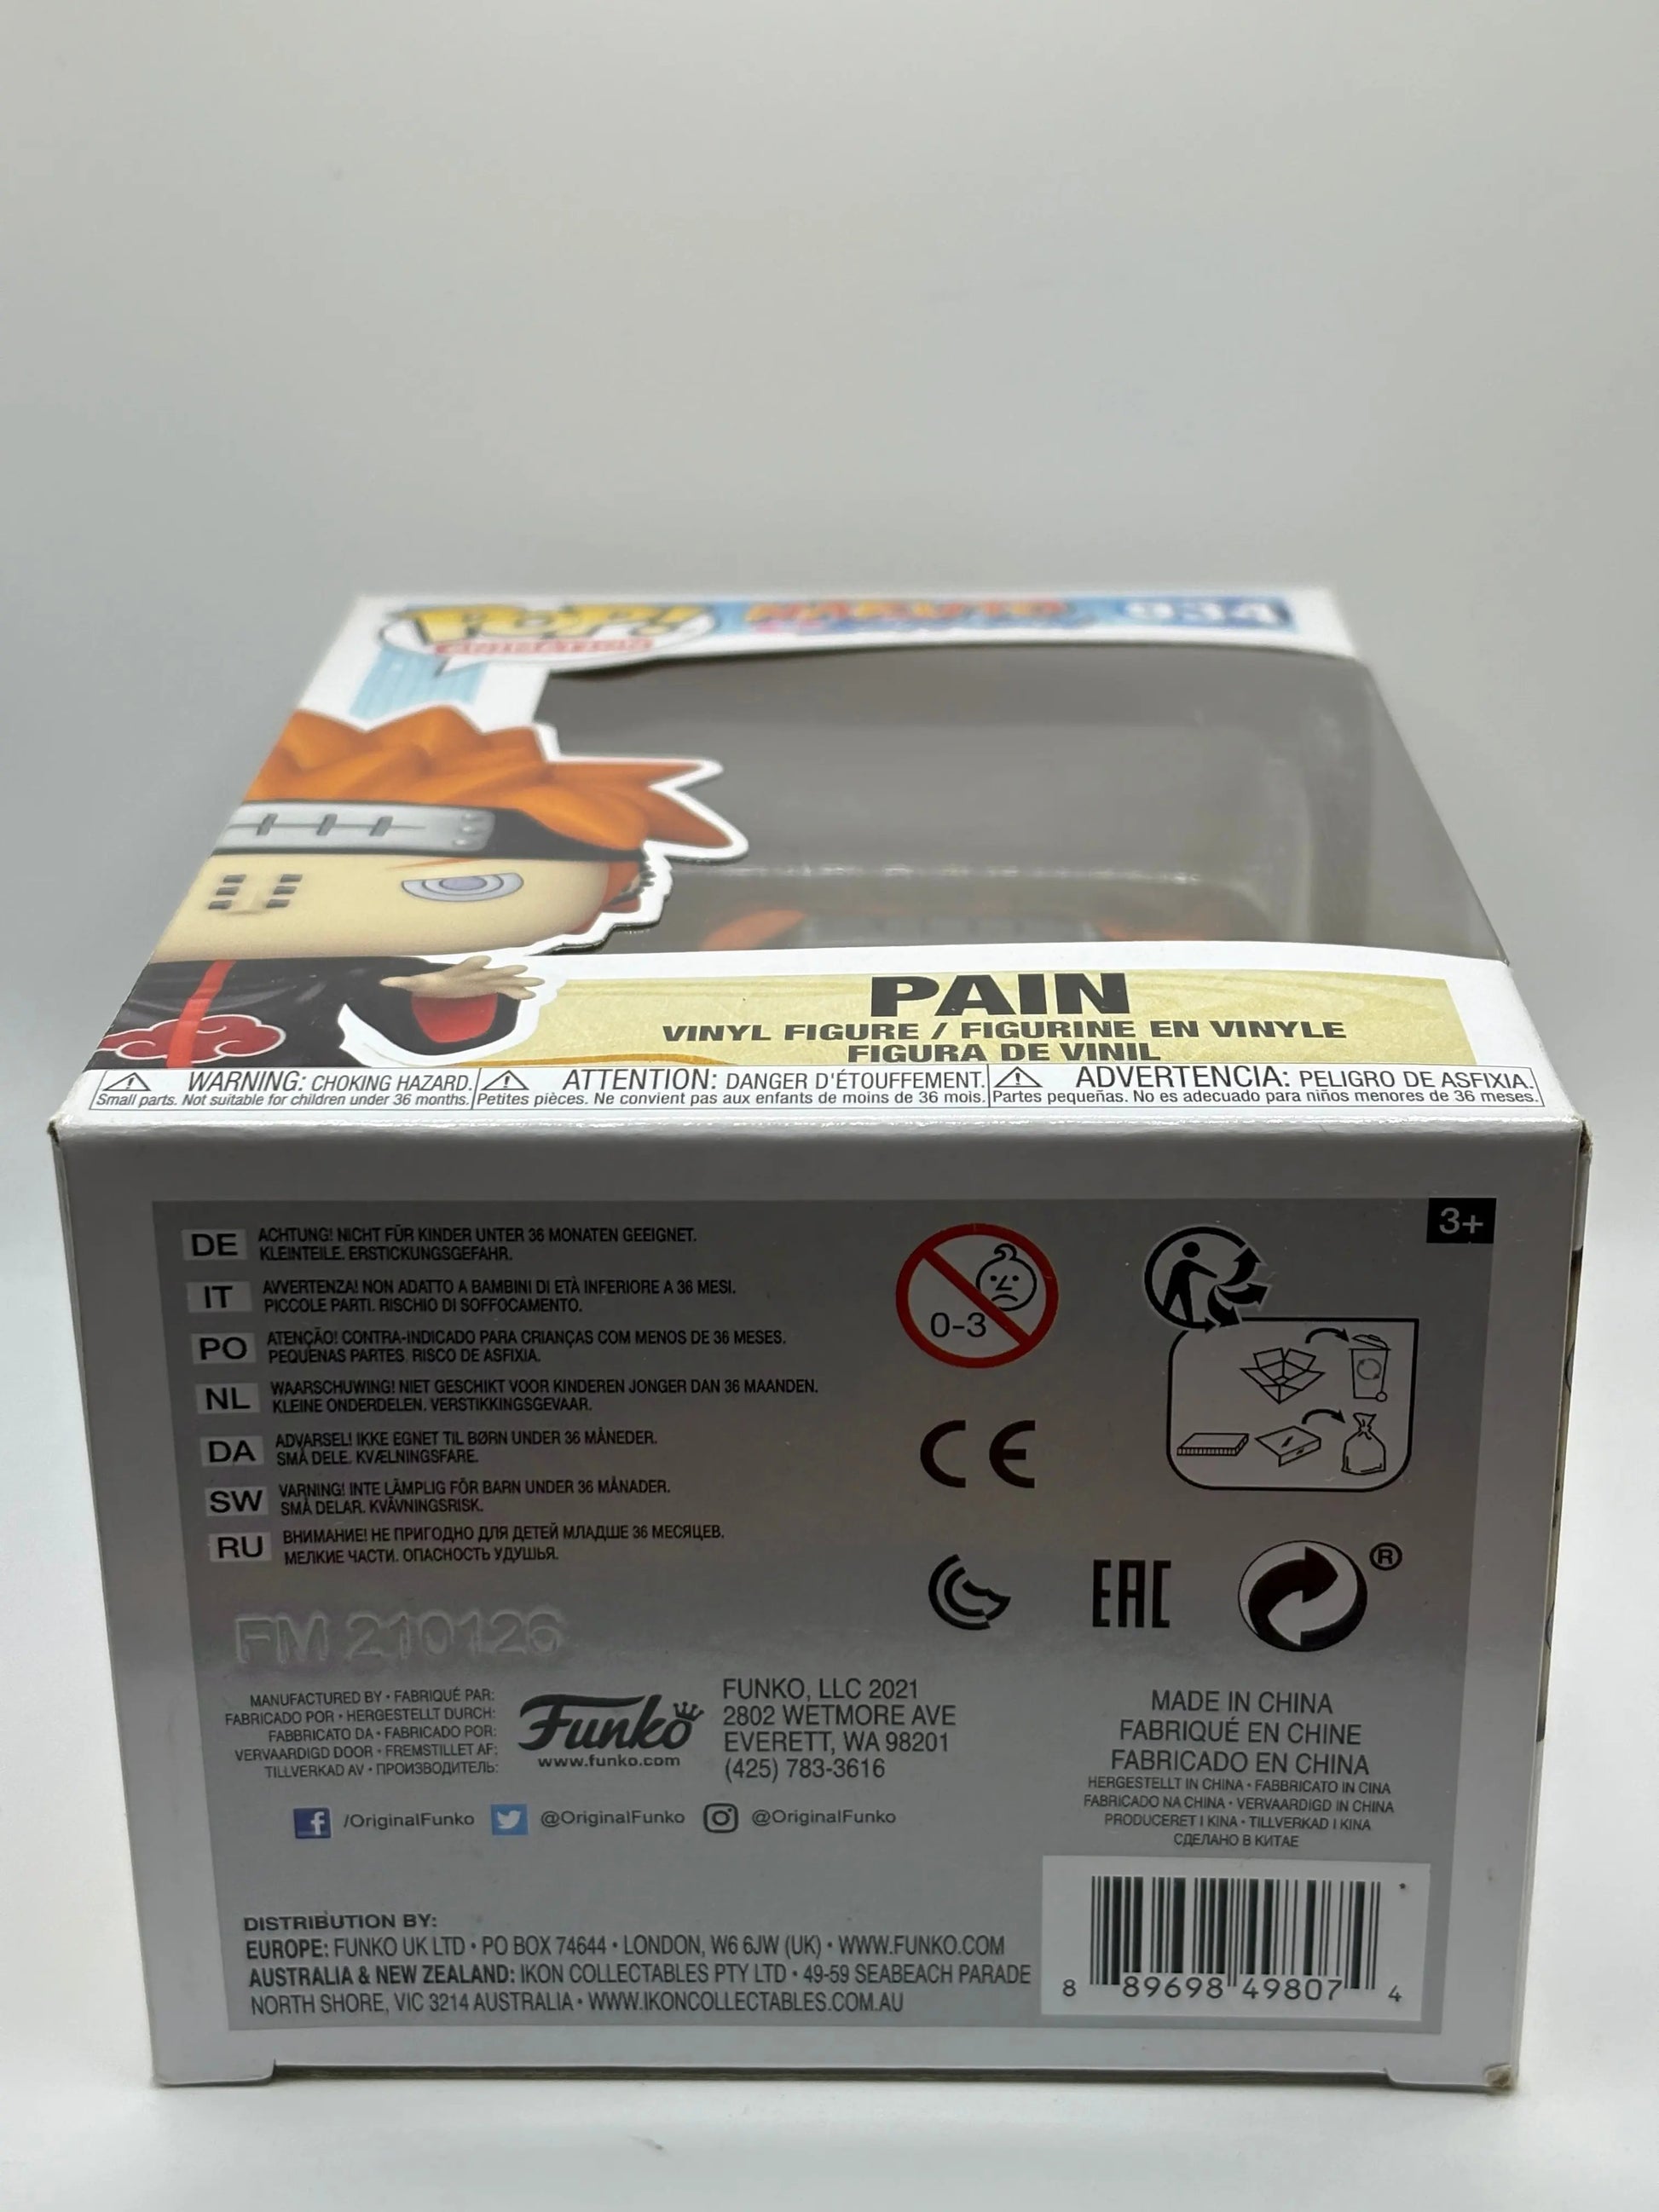 POP!
ANIMATION
NARUTO
934
PAIN
VINYL FIGURE / FIGURINE EN VINYLE
FIGURA DE VINIL
WARNING: CHOKING HAZARD.
Small parts. Not suitable for children under 36 months.
ATTENTION: DANGER D'ÉTOUFFEMENT.
Petites pièces. Ne convient pas aux enfants de moins de 36 mois.
ADVERTENCIA: PELIGRO DE ASFIXIA.
Partes pequeñas. No es adecuado para niños menores de 36 meses.
3+
DE ACHTUNG! NICHT FÜR KINDER UNTER 36 MONATEN GEEIGNET.
KLEINTEILE. ERSTICKUNGSGEFAHR.
IT AVVERTENZA! NON ADATTO A BAMBINI DI ETÀ INFERIORE A 36 MESI.
PICCOLE PARTI. RISCHIO DI SOFFOCAMENTO.
PO ATENÇÃO! CONTRA-INDICADO PARA CRIANÇAS COM MENOS DE 36 MESES.
PEQUENAS PARTES. RISCO DE ASFIXIA.
NL WAARSCHUWING! NIET GESCHIKT VOOR KINDEREN JONGER DAN 36 MAANDEN.
KLEINE ONDERDELEN. VERSTIKKINGSGEVAAR.
DA ADVARSEL! IKKE EGNET TIL BØRN UNDER 36 MÅNEDER.
SMÅ DELE. KVÆLNINGSFARE.
SW VARNING! INTE LÄMPLIG FÖR BARN UNDER 36 MÅNADER.
SMÅ DELAR. KVÄVNINGSRISK.
RU ВНИМАНИЕ! НЕ ПРИГОДНО ДЛЯ ДЕТЕЙ МЛАДШЕ 36 МЕСЯЦЕВ.
МЕЛКИЕ ЧАСТИ. ОПАСНОСТЬ УДУШЬЯ.
0-3
CE
EAC
®
FM 210126
MANUFACTURED BY • FABRIQUÉ PAR:
FABRICADO POR • HERGESTELLT DURCH:
FABBRICATO DA • FABRICADO POR:
VERVAARDIGD DOOR • FREMSTILLET AF:
TILLVERKAD AV • ПРОИЗВОДИТЕЛЬ:
Funko
www.funko.com
FUNKO, LLC 2021
2802 WETMORE AVE
EVERETT, WA 98201
(425) 783-3616
/OriginalFunko @OriginalFunko @OriginalFunko
MADE IN CHINA
FABRIQUÉ EN CHINE
FABRICADO EN CHINA
HERGESTELLT IN CHINA • FABBRICATO IN CINA
FABRICADO NA CHINA • VERVAARDIGD IN CHINA
PRODUCERET I KINA • TILLVERKAD I KINA
СДЕЛАНО В КИТАЕ
DISTRIBUTION BY:
EUROPE: FUNKO UK LTD • PO BOX 74644 • LONDON, W6 6JW (UK) • WWW.FUNKO.COM
AUSTRALIA & NEW ZEALAND: IKON COLLECTABLES PTY LTD • 49-59 SEABEACH PARADE
NORTH SHORE, VIC 3214 AUSTRALIA • WWW.IKONCOLLECTABLES.COM.AU
8 89698 49807 4